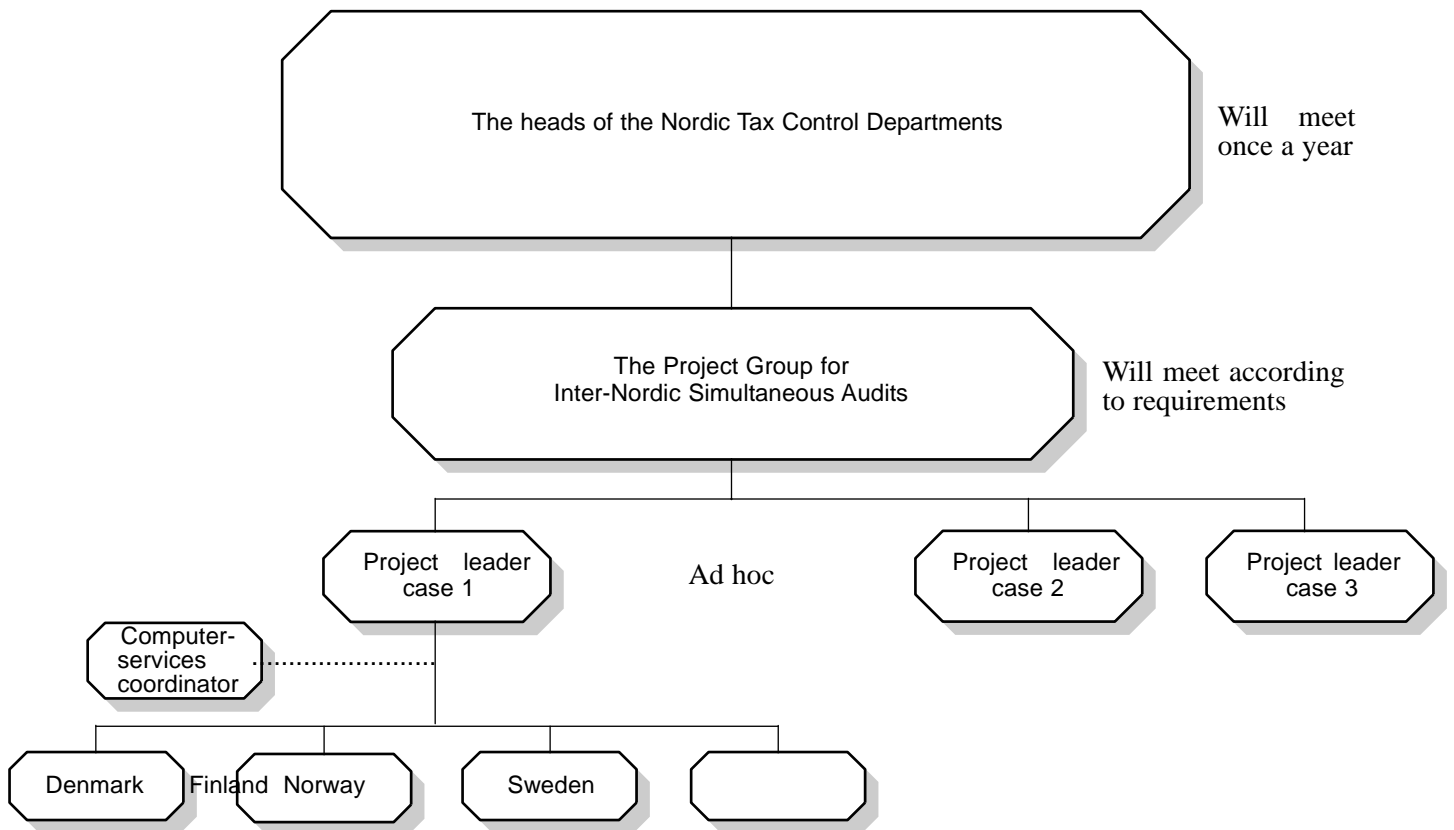 The heads of the Nordic Tax Control Departments
Will meet
once a year
The Project Group for
Inter-Nordic Simultaneous Audits
Will meet according
to requirements
Project leader
case 1
Ad hoc
Project leader
case 2
Project leader
case 3
Computer-
services
coordinator
Denmark
Finland
Norway
Sweden